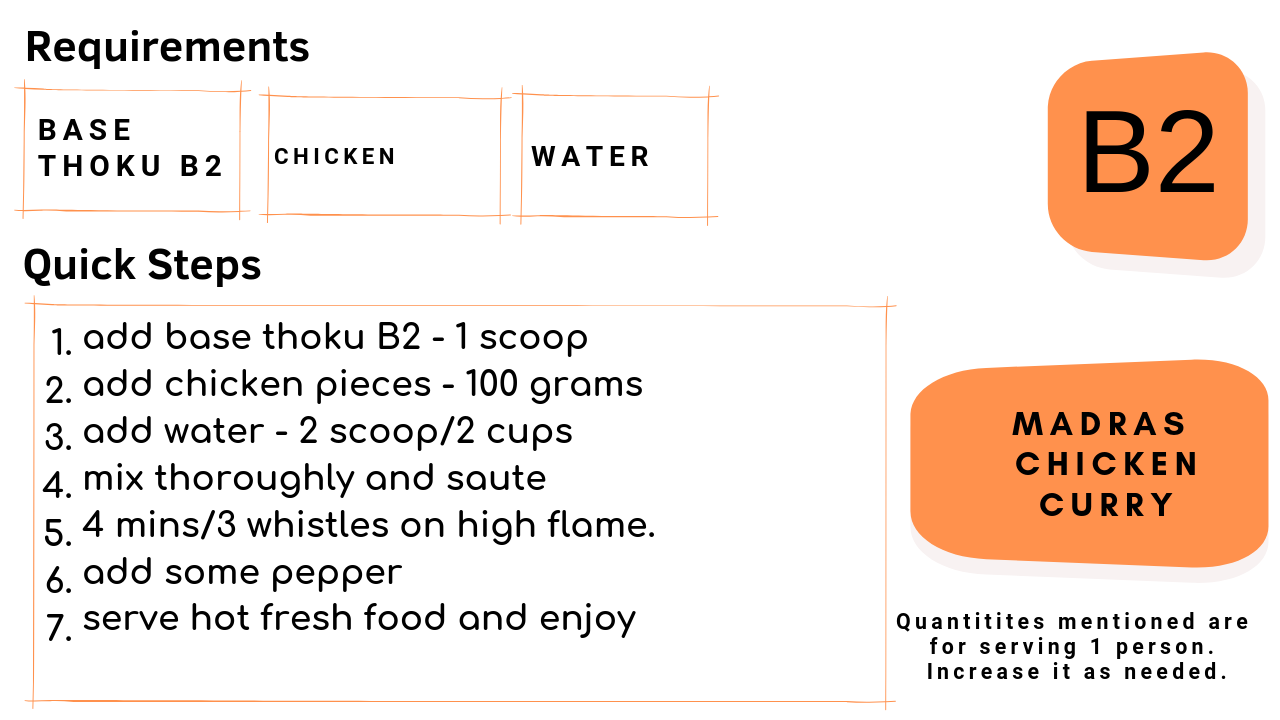 Requirements
BASE
THOKU B2
CHICKEN
WATER
B2
Quick Steps
1. add base thoku B2 - 1 scoop
2. add chicken pieces - 100 grams
3. add water - 2 scoop/2 cups
4. mix thoroughly and saute
5. 4 mins/3 whistles on high flame.
6. add some pepper
7. serve hot fresh food and enjoy
MADRAS
CHICKEN
CURRY
Quantitites mentioned are
for serving 1 person.
Increase it as needed.